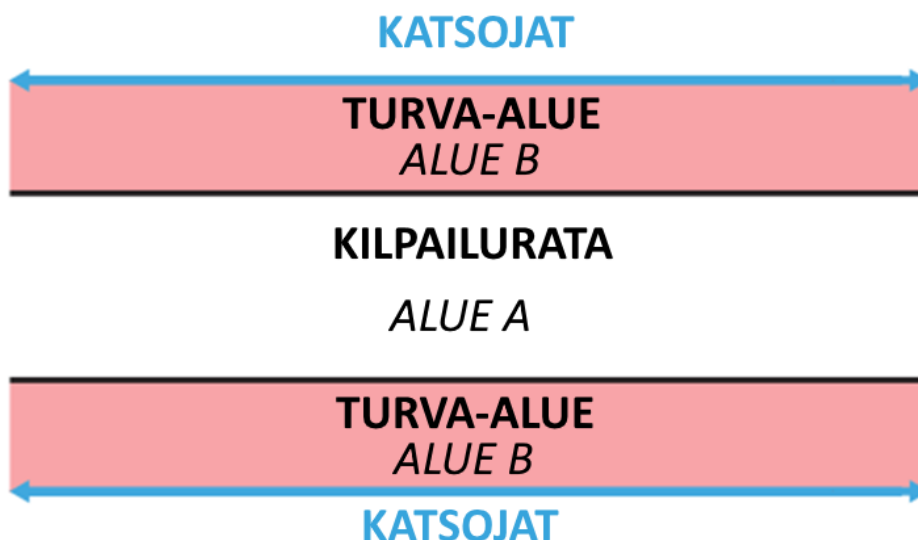 KATSOJAT
TURVA-ALUE
ALUE B
KILPAILURATA
ALUE A
TURVA-ALUE
ALUE B
KATSOJAT